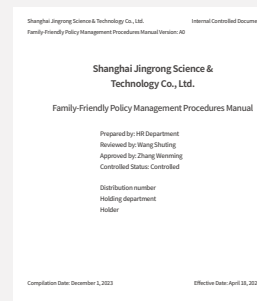 Shanghai Jingrong Science & Technology Co., Ltd. Internal Controlled Docume
Family-Friendly Policy Management Procedures Manual Version: A0
Shanghai Jingrong Science &
Technology Co., Ltd.
Family-Friendly Policy Management Procedures Manual
Prepared by: HR Department
Reviewed by: Wang Shuting
Approved by: Zhang Wenming
Controlled Status: Controlled
Distribution number
Holding department
Holder
Compilation Date: December 1, 2023 Effective Date: April 18, 202